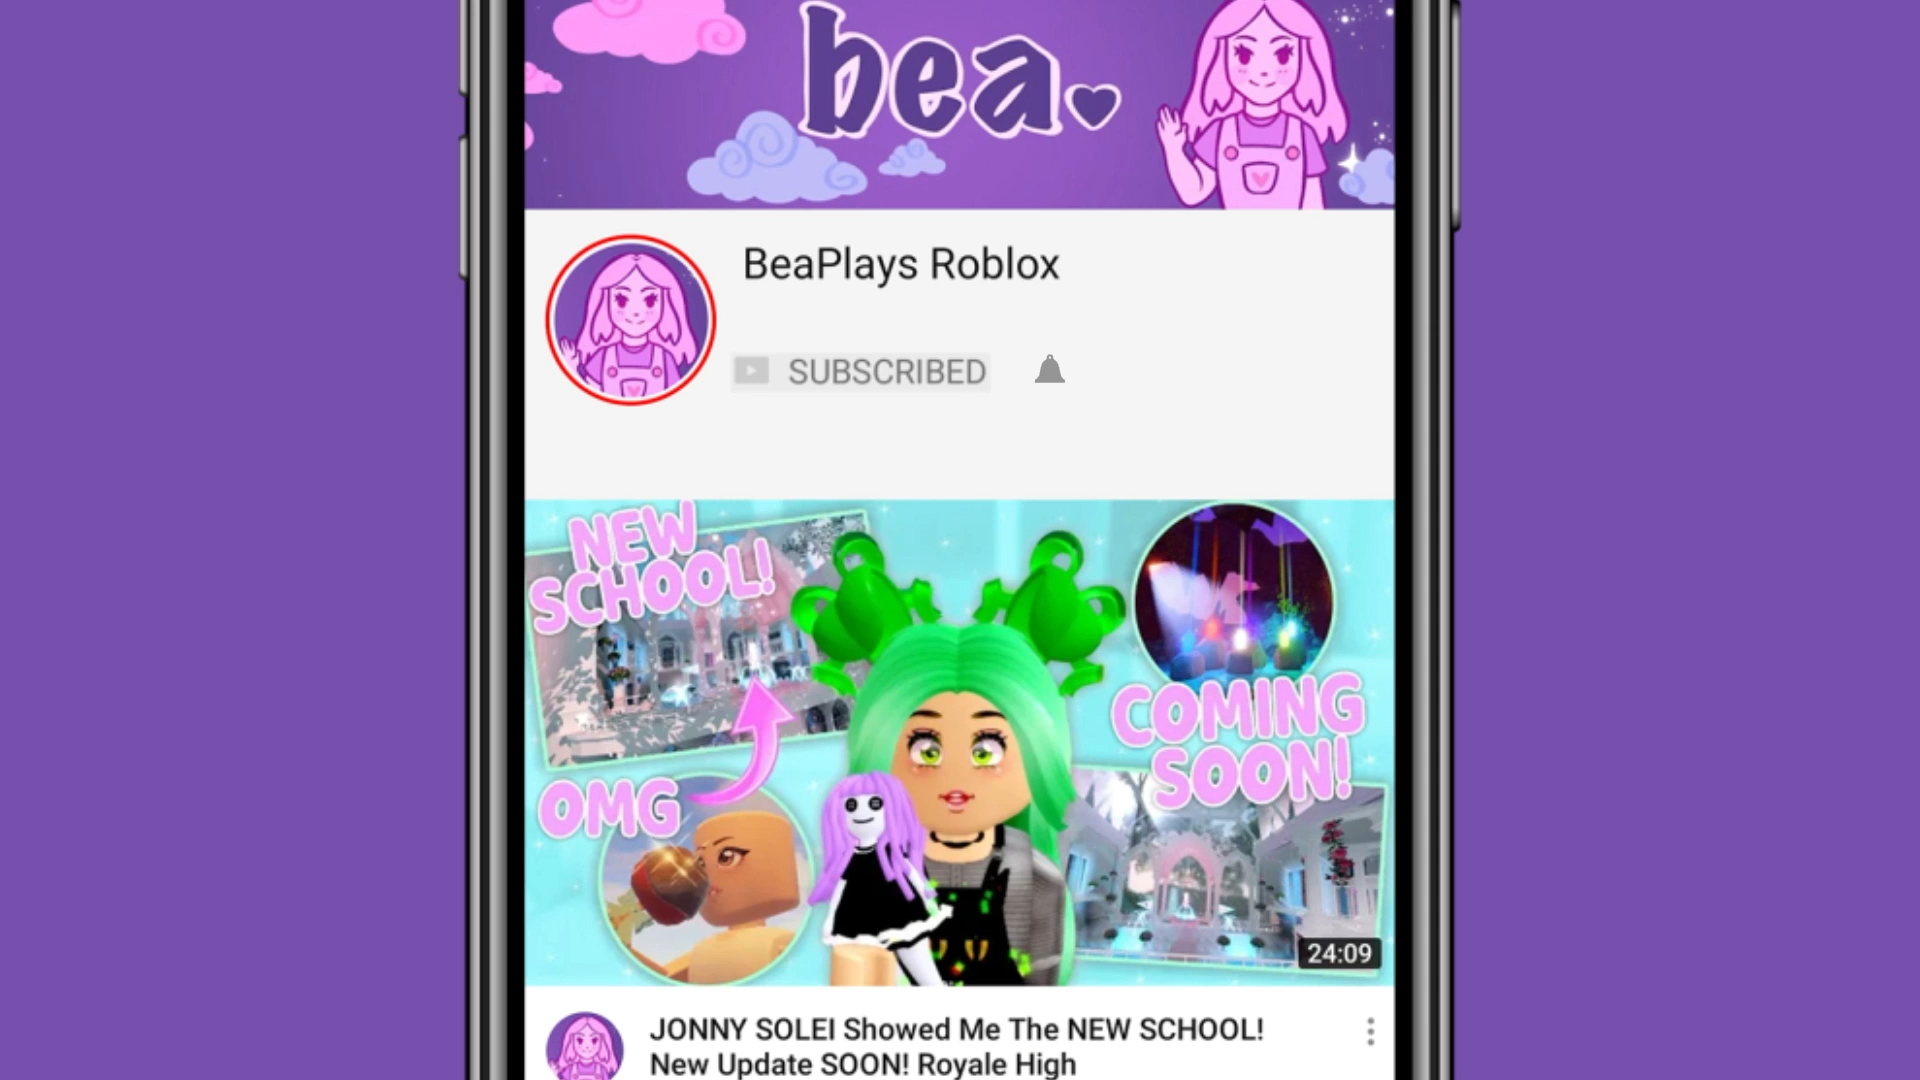 bea
BeaPlays Roblox
SUBSCRIBED
NEW
SCHOOL!
COMING
SOON!
OMG
24:09
JONNY SOLEI Showed Me The NEW SCHOOL!
New Update SOON! Royale High